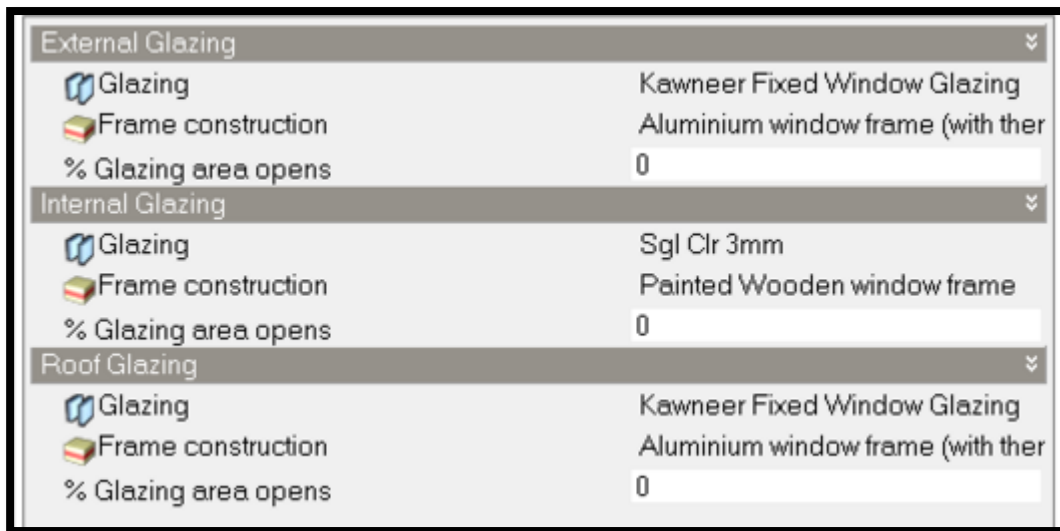 External Glazing
Glazing Kawneer Fixed Window Glazing
Frame construction Aluminium window frame (with ther
% Glazing area opens 0
Internal Glazing
Glazing Sgl Clr 3mm
Frame construction Painted Wooden window frame
% Glazing area opens 0
Roof Glazing
Glazing Kawneer Fixed Window Glazing
Frame construction Aluminium window frame (with ther
% Glazing area opens 0